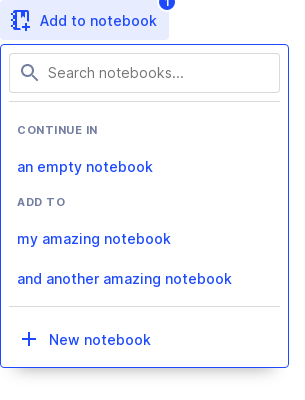 1
Add to notebook
Search notebooks...
CONTINUE IN
an empty notebook
ADD TO
my amazing notebook
and another amazing notebook
New notebook